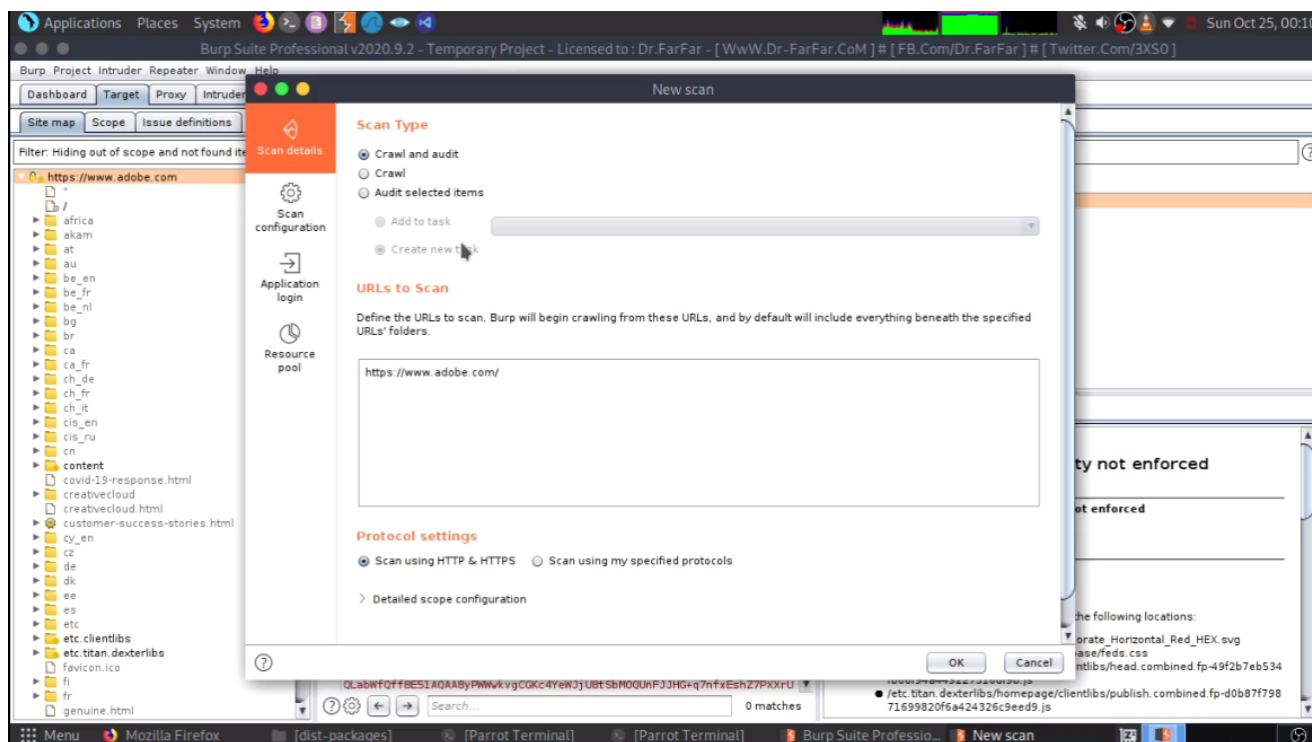 Applications Places System
Sun Oct 25, 00:10
Burp Suite Professional v2020.9.2 - Temporary Project - Licensed to : Dr.FarFar - [ WwW.Dr-FarFar.CoM ] # [ FB.Com/Dr.FarFar ] # [ Twitter.Com/3XS0 ]
Burp Project Intruder Repeater Window Help
Dashboard Target Proxy Intruder
New scan
Site map Scope Issue definitions
Filter: Hiding out of scope and not found ite
https://www.adobe.com
/
africa
akam
at
au
be_en
be_fr
be_nl
bg
br
ca
ca_fr
ch_de
ch_fr
ch_it
cis_en
cis_ru
cn
content
covid-19-response.html
creativecloud
creativecloud.html
customer-success-stories.html
cy_en
cz
de
dk
ee
es
etc
etc.clientlibs
etc.titan.dexterlibs
favicon.ico
fi
fr
genuine.html
Scan details
Scan configuration
Application login
Resource pool
Scan Type
Crawl and audit
Crawl
Audit selected items
Add to task
Create new task
URLs to Scan
Define the URLs to scan. Burp will begin crawling from these URLs, and by default will include everything beneath the specified
URLs' folders.
https://www.adobe.com/
Protocol settings
Scan using HTTP & HTTPS Scan using my specified protocols
Detailed scope configuration
OK Cancel
ty not enforced
ot enforced
the following locations:
orate_Horizontal_Red_HEX.svg
ase/feds.css
ntlibs/head.combined.fp-49f2b7eb534
/etc.titan.dexterlibs/homepage/clientlibs/publish.combined.fp-d0b87f798
71699820f6a424326c9eed9.js
Search...
0 matches
Menu Mozilla Firefox [dist-packages] [Parrot Terminal] [Parrot Terminal] Burp Suite Professio... New scan